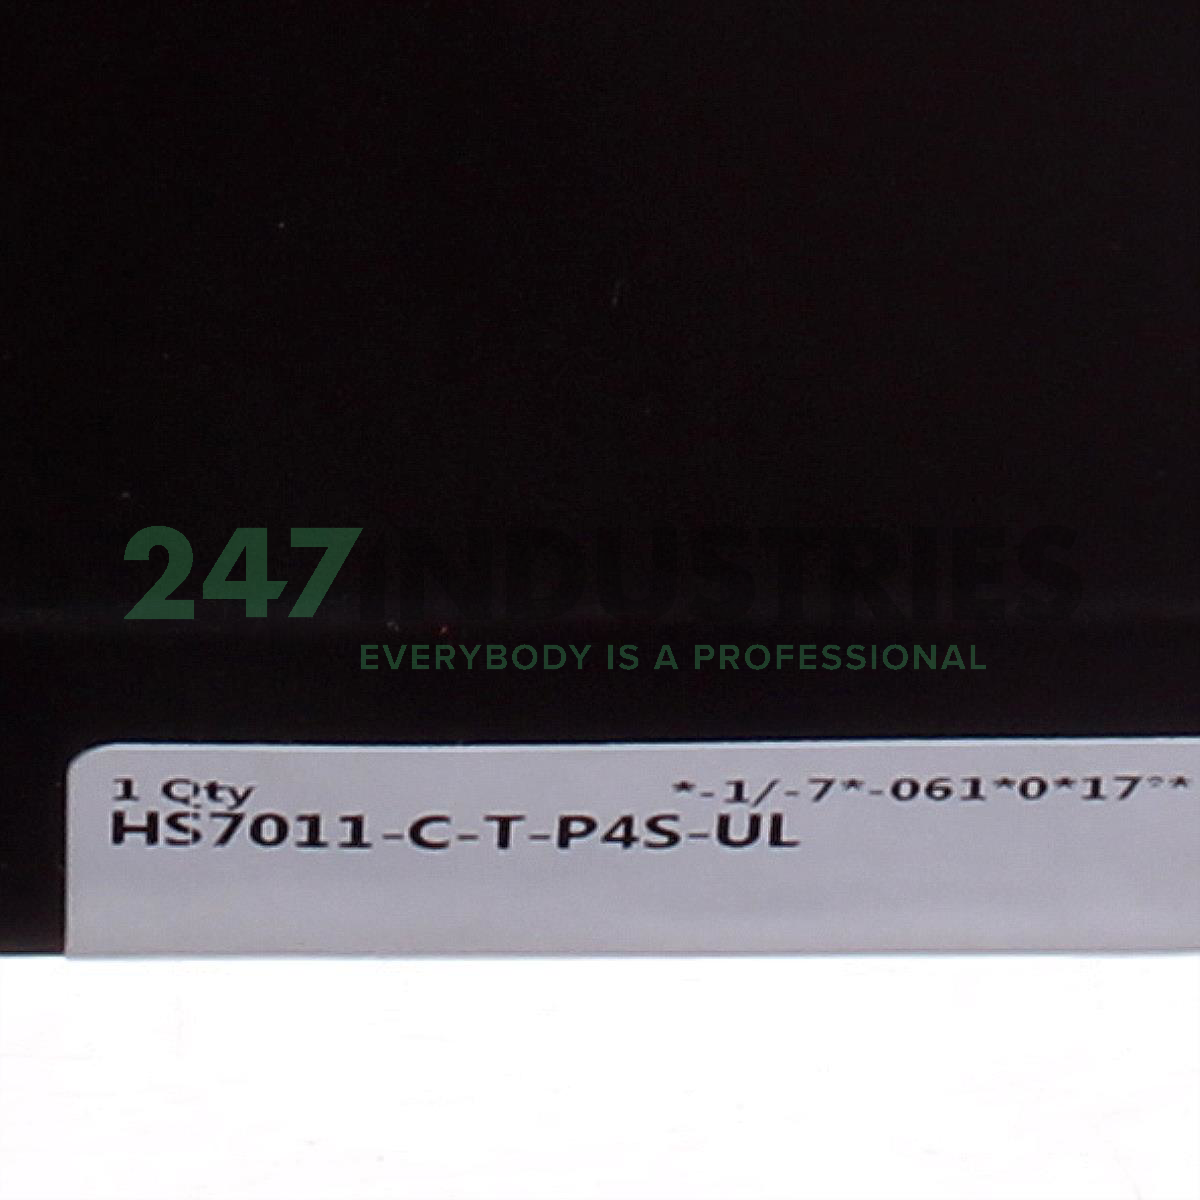 247 INDUSTRIES
EVERYBODY IS A PROFESSIONAL
1 Qty *-1/-7*-061*0*17°*
HS7011-C-T-P4S-UL